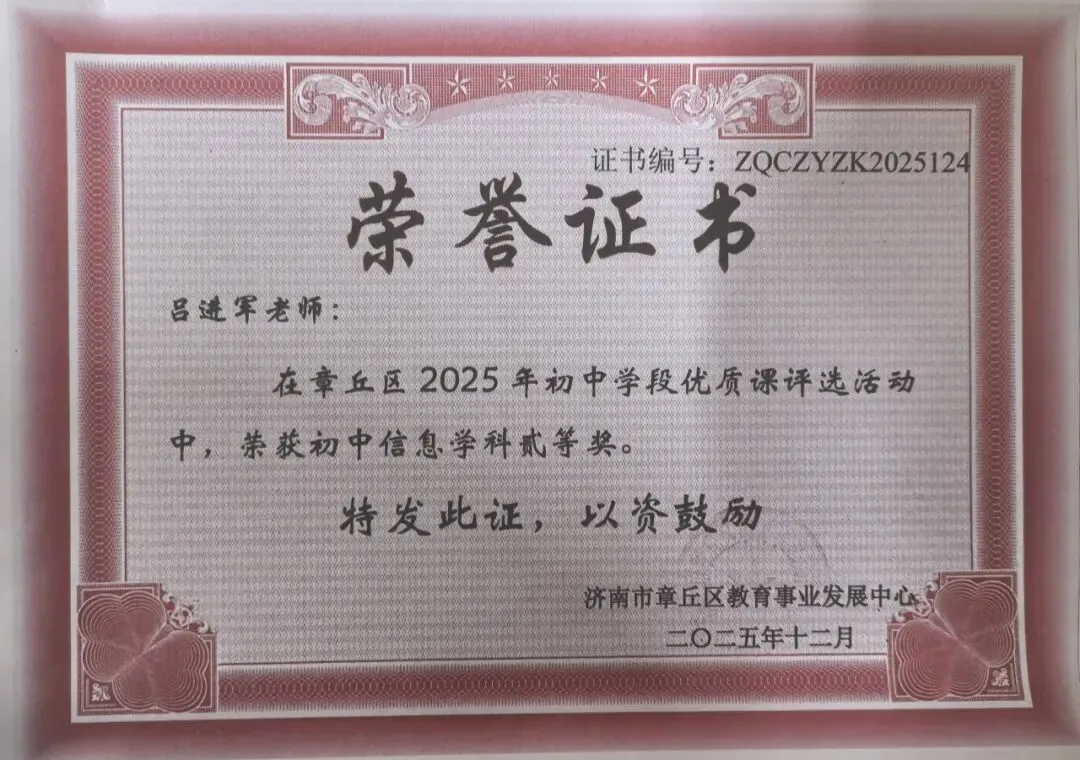 证书编号：ZQCZYZK2025124
荣誉证书
吕进军老师：
在章丘区2025年初中学段优质课评选活动
中，荣获初中信息学科贰等奖。
特发此证，以资鼓励
济南市章丘区教育事业发展中心
二〇二五年十二月